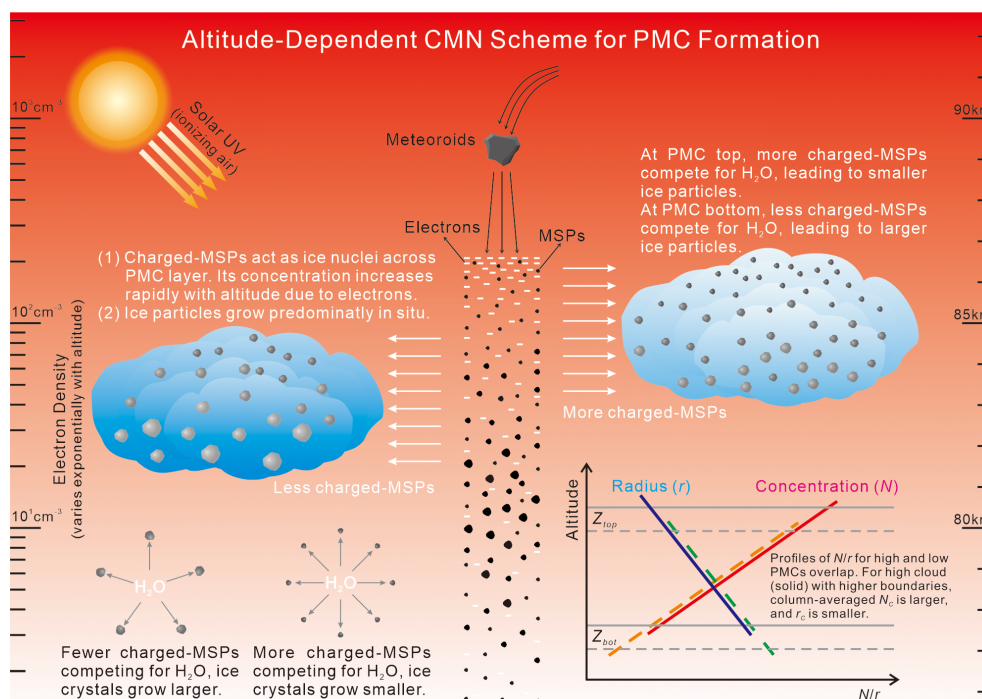 Altitude-Dependent CMN Scheme for PMC Formation
10³cm⁻³
90km
Solar UV
(ionizing air)
Meteoroids
At PMC top, more charged-MSPs
compete for H₂O, leading to smaller
ice particles.
At PMC bottom, less charged-MSPs
compete for H₂O, leading to larger
ice particles.
Electrons
MSPs
(1) Charged-MSPs act as ice nuclei across
PMC layer. Its concentration increases
rapidly with altitude due to electrons.
(2) Ice particles grow predominatly in situ.
10²cm⁻³
85km
Electron Density
(varies exponentially with altitude)
More charged-MSPs
Less charged-MSPs
10¹cm⁻³
80km
Altitude
Radius (r)
Concentration (N)
Z top
Profiles of N/r for high and low
PMCs overlap. For high cloud
(solid) with higher boundaries,
column-averaged Nc is larger,
and rc is smaller.
Z bot
N/r
H₂O
H₂O
Fewer charged-MSPs
competing for H₂O, ice
crystals grow larger.
More charged-MSPs
competing for H₂O, ice
crystals grow smaller.